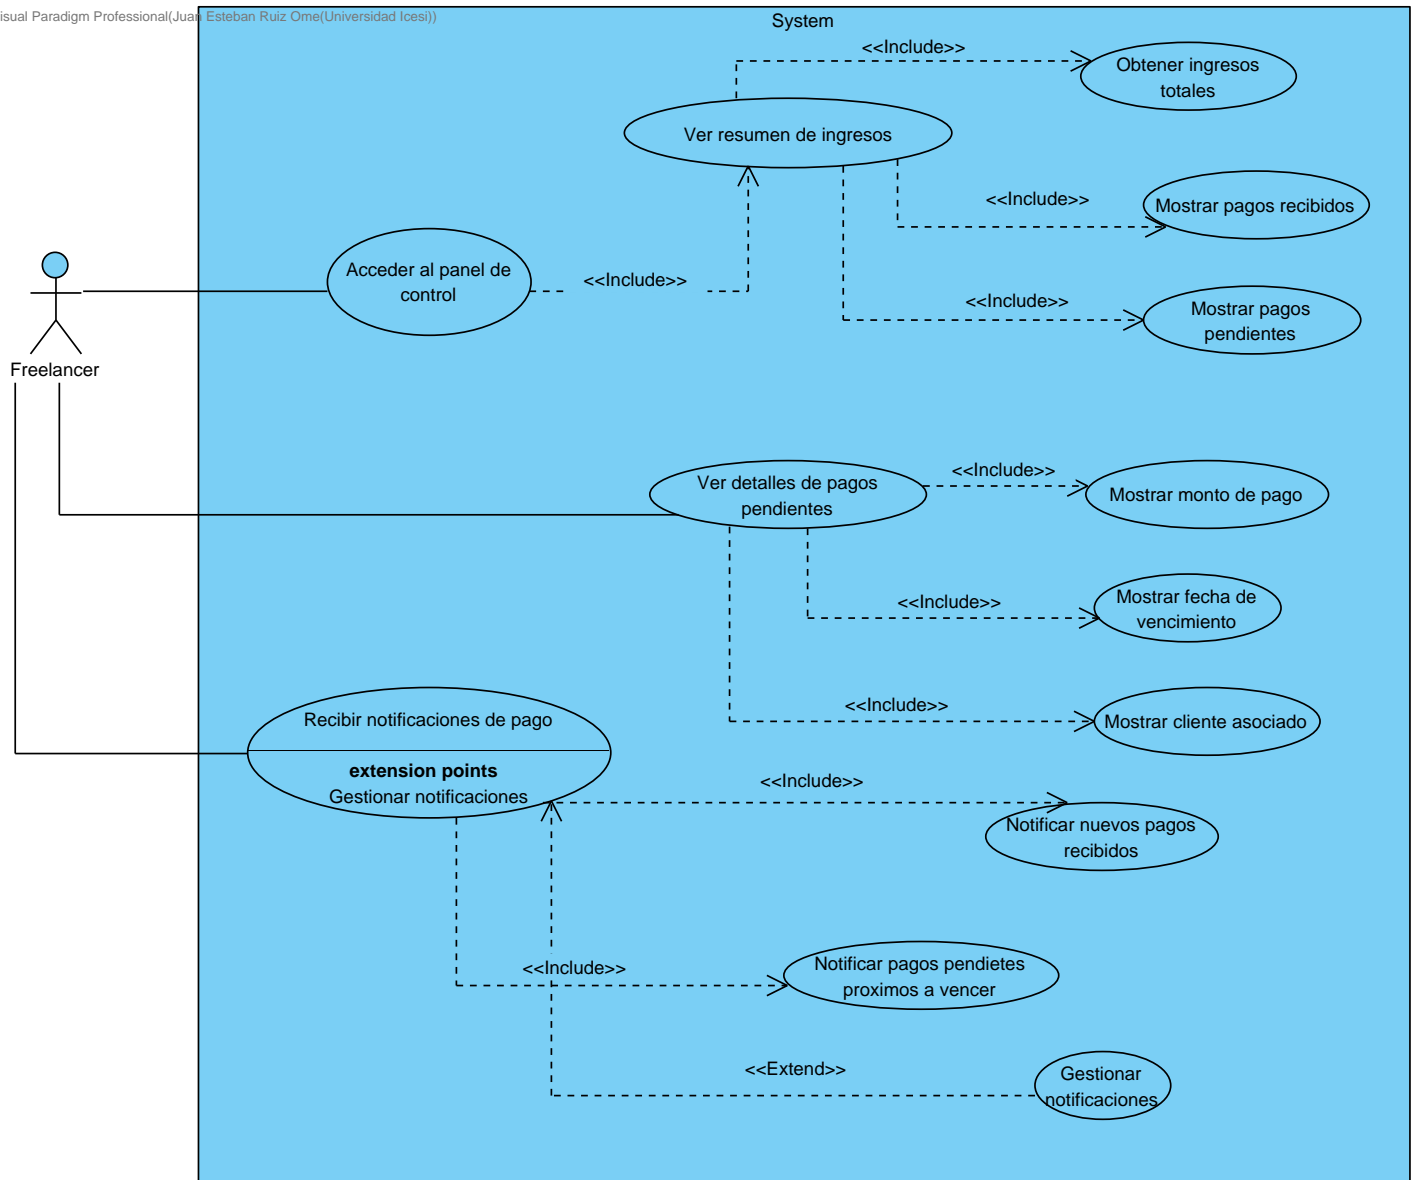 isual Paradigm Professional(Juan Esteban Ruiz Ome(Universidad Icesi))
System
<<Include>>
Obtener ingresos
totales
Ver resumen de ingresos
<<Include>>
Mostrar pagos recibidos
Acceder al panel de
control
<<Include>>
<<Include>>
Mostrar pagos
pendientes
Freelancer
Ver detalles de pagos
pendientes
<<Include>>
Mostrar monto de pago
<<Include>>
Mostrar fecha de
vencimiento
<<Include>>
Mostrar cliente asociado
Recibir notificaciones de pago
extension points
Gestionar notificaciones
<<Include>>
Notificar nuevos pagos
recibidos
<<Include>>
Notificar pagos pendietes
proximos a vencer
<<Extend>>
Gestionar
notificaciones